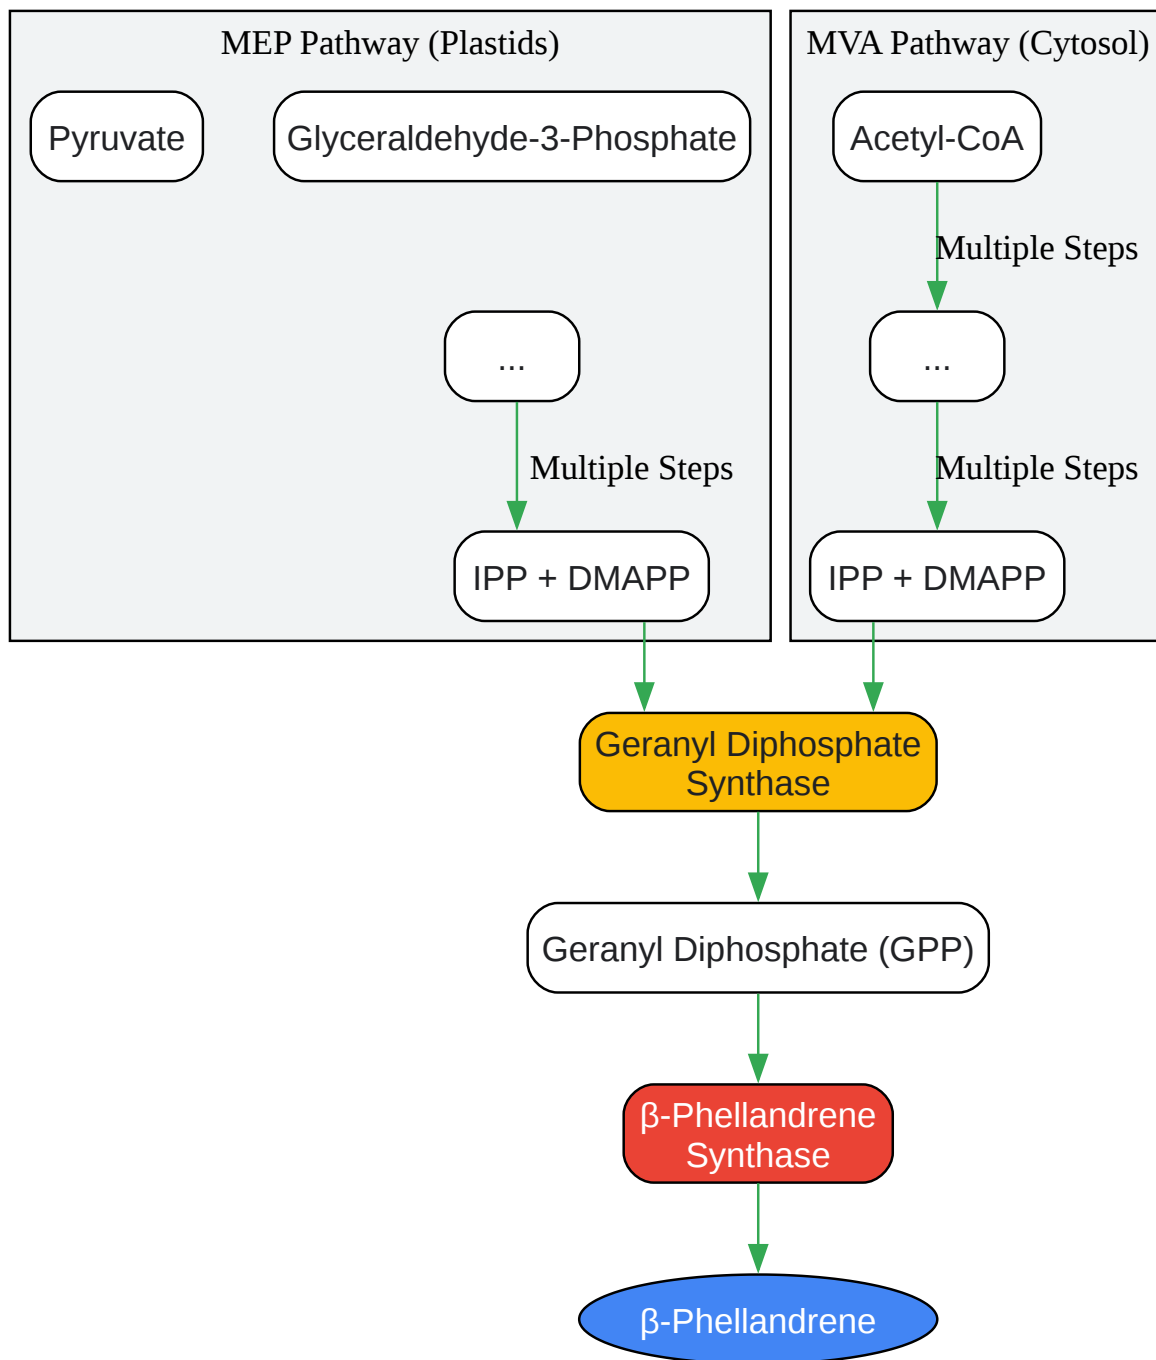 MEP Pathway (Plastids)
MVA Pathway (Cytosol)
Pyruvate
Glyceraldehyde-3-Phosphate
Acetyl-CoA
Multiple Steps
...
...
Multiple Steps
Multiple Steps
IPP + DMAPP
IPP + DMAPP
Geranyl Diphosphate
Synthase
Geranyl Diphosphate (GPP)
β-Phellandrene
Synthase
β-Phellandrene